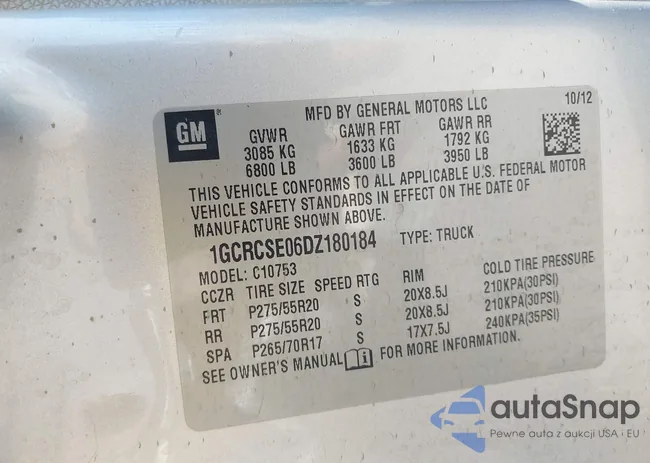 MFD BY GENERAL MOTORS LLC 10/12
GM
GVWR GAWR FRT GAWR RR
3085 KG 1633 KG 1792 KG
6800 LB 3600 LB 3950 LB
THIS VEHICLE CONFORMS TO ALL APPLICABLE U.S. FEDERAL MOTOR
VEHICLE SAFETY STANDARDS IN EFFECT ON THE DATE OF
MANUFACTURE SHOWN ABOVE.
1GCRCSE06DZ180184 TYPE: TRUCK
MODEL: C10753
CCZR TIRE SIZE SPEED RTG RIM COLD TIRE PRESSURE
FRT P275/55R20 S 20X8.5J 210KPA(30PSI)
RR P275/55R20 S 20X8.5J 210KPA(30PSI)
SPA P265/70R17 S 17X7.5J 240KPA(35PSI)
SEE OWNER'S MANUAL FOR MORE INFORMATION.
autaSnap
Pewne auta z aukcji USA i EU